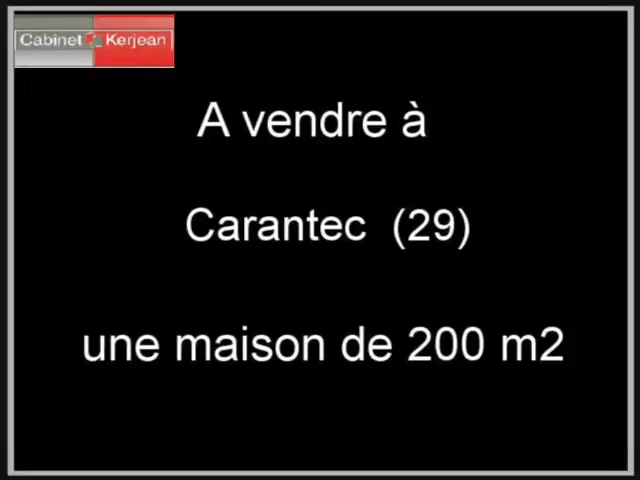 Cabinet Kerjean
A vendre à
Carantec (29)
une maison de 200 m2